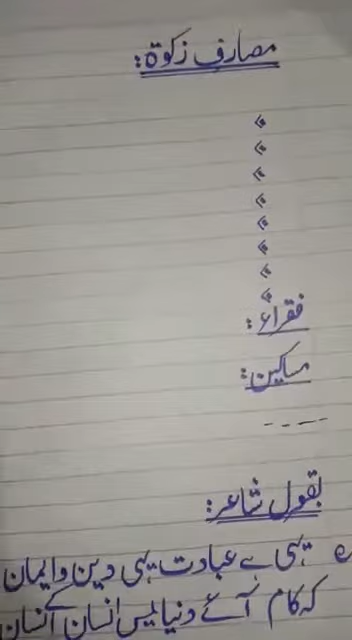 مصارفِ زکوٰۃ:
»
»
»
»
»
»
»
»
فقراء:
مساکین:
----
بقول شاعر:
یہی ہے عبادت یہی دین و ایمان
کہ کام آئے دنیا میں انسان کے انسان